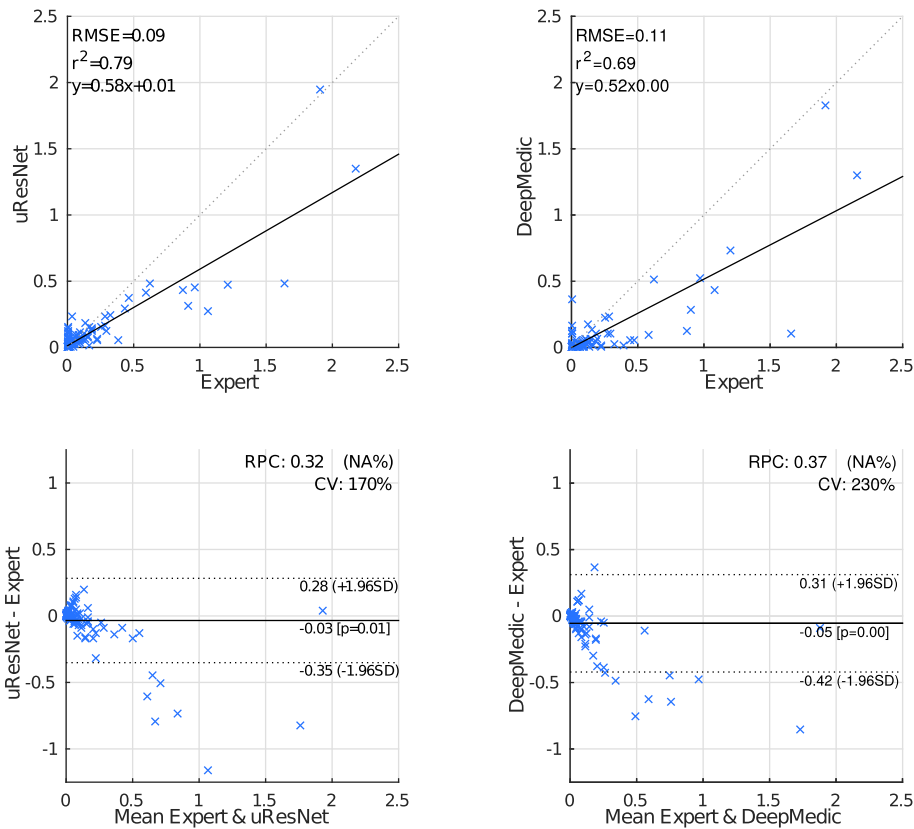 2.5
2
1.5
1
0.5
0
RMSE=0.09
r²=0.79
y=0.58x+0.01
uResNet
0 0.5 1 1.5 2 2.5
Expert
2.5
2
1.5
1
0.5
0
RMSE=0.11
r²=0.69
y=0.52x0.00
DeepMedic
0 0.5 1 1.5 2 2.5
Expert
1
0.5
0
-0.5
-1
RPC: 0.32 (NA%)
CV: 170%
0.28 (+1.96SD)
-0.03 [p=0.01]
-0.35 (-1.96SD)
uResNet - Expert
0 0.5 1 1.5 2 2.5
Mean Expert & uResNet
1
0.5
0
-0.5
-1
RPC: 0.37 (NA%)
CV: 230%
0.31 (+1.96SD)
-0.05 [p=0.00]
-0.42 (-1.96SD)
DeepMedic - Expert
0 0.5 1 1.5 2 2.5
Mean Expert & DeepMedic